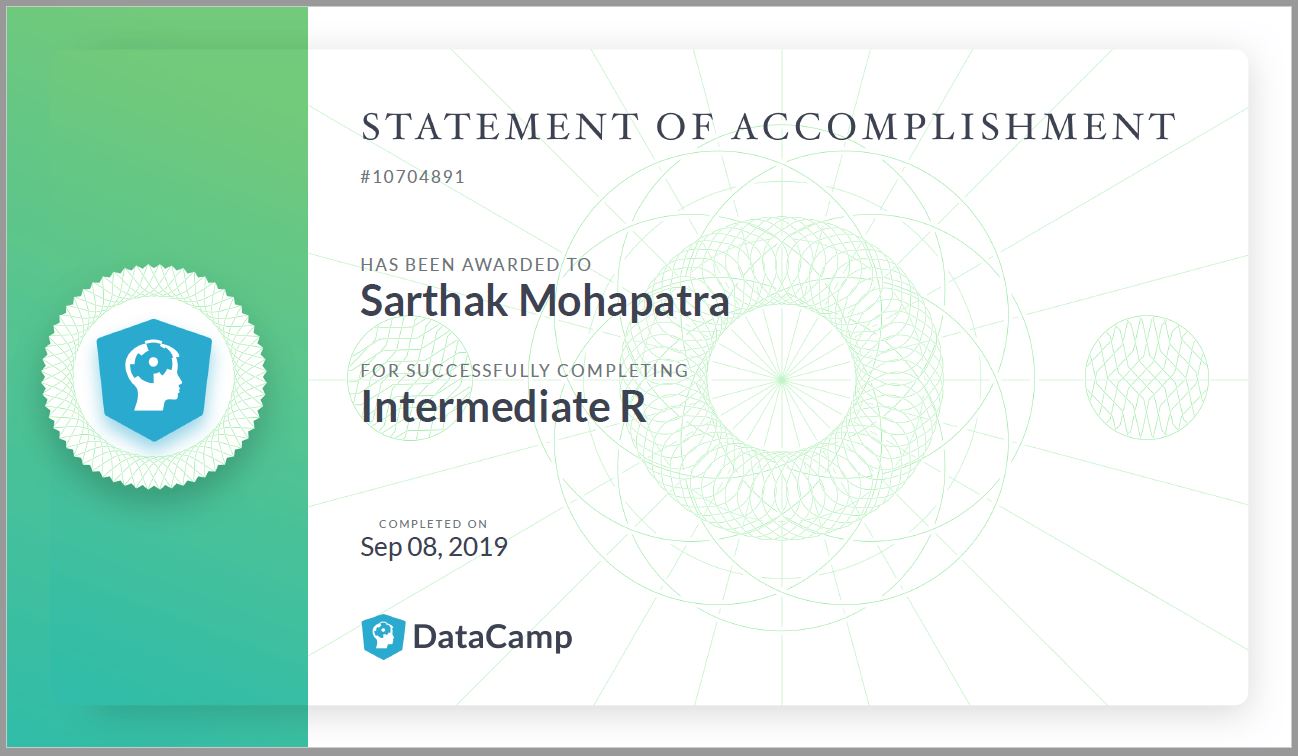 STATEMENT OF ACCOMPLISHMENT
#10704891
HAS BEEN AWARDED TO
Sarthak Mohapatra
FOR SUCCESSFULLY COMPLETING
Intermediate R
COMPLETED ON
Sep 08, 2019
DataCamp